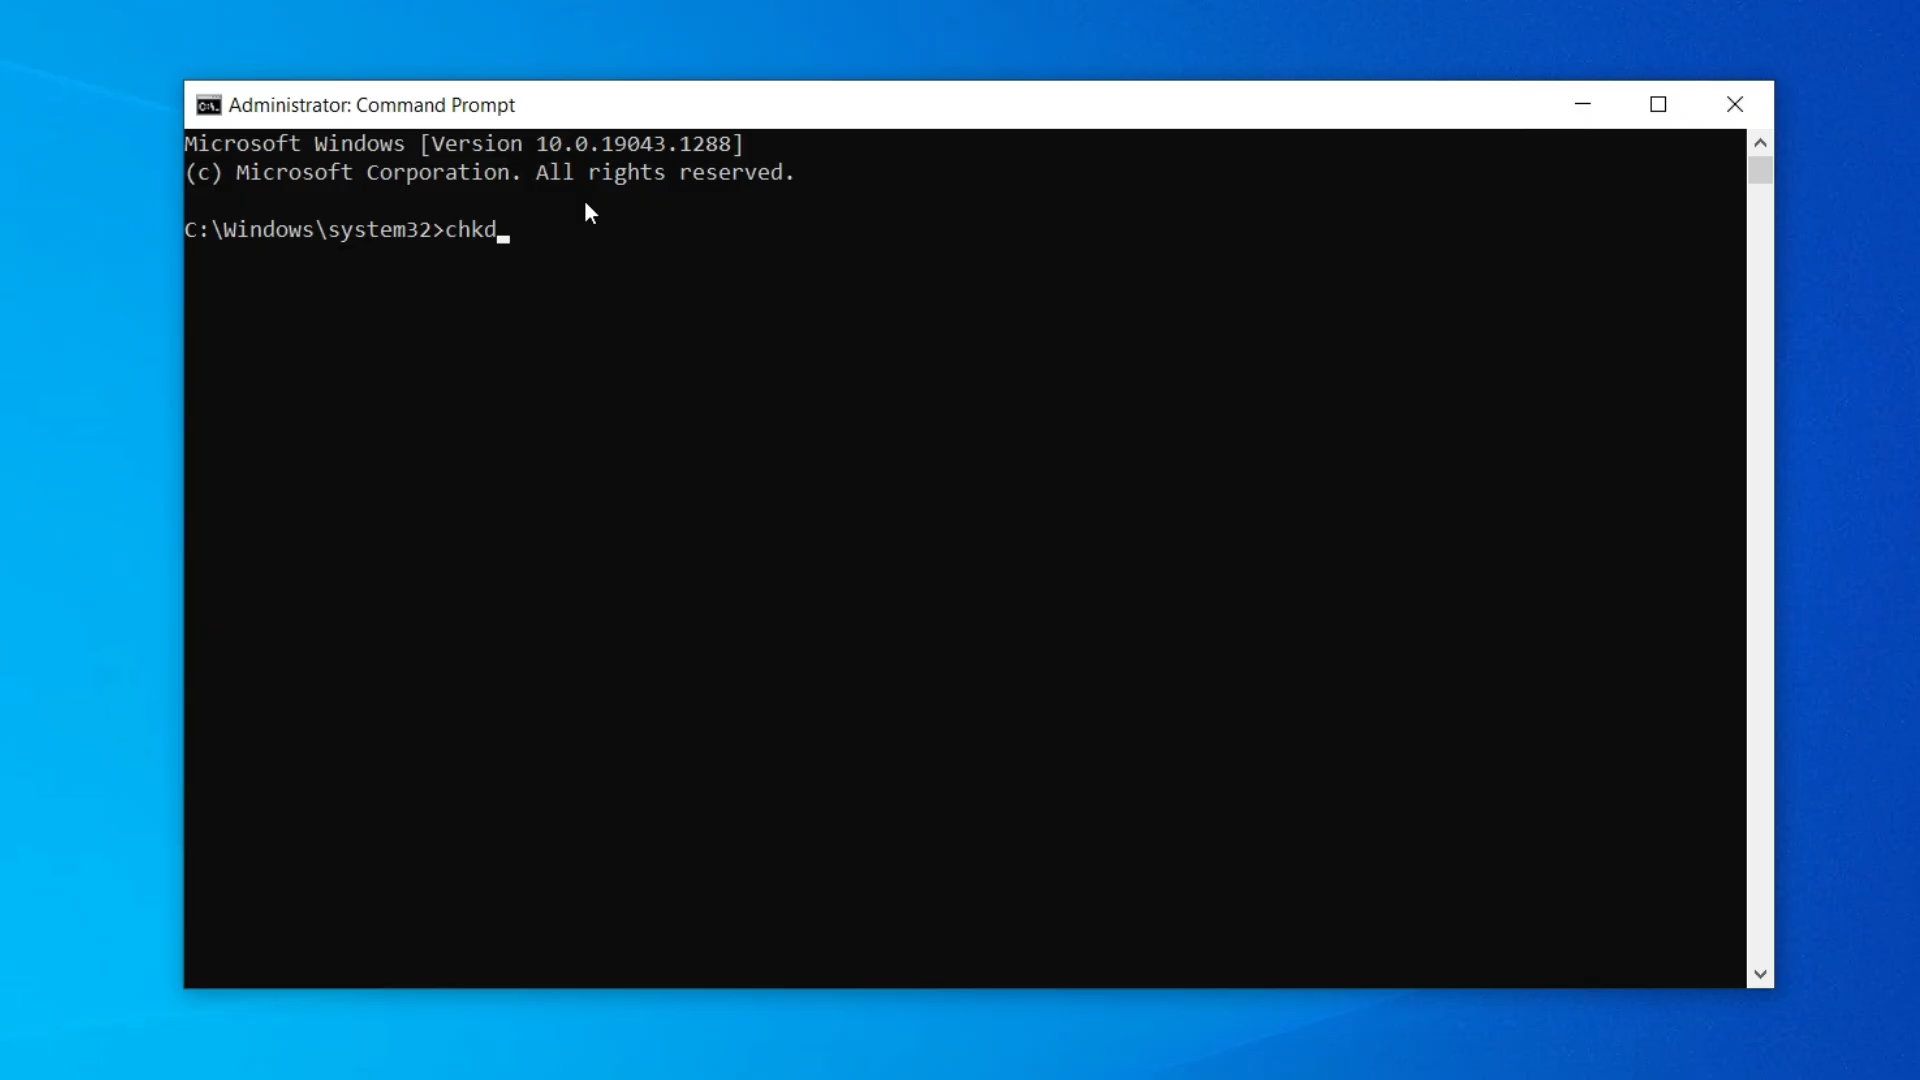 Administrator: Command Prompt
Microsoft Windows [Version 10.0.19043.1288]
(c) Microsoft Corporation. All rights reserved.
C:\Windows\system32>chkd